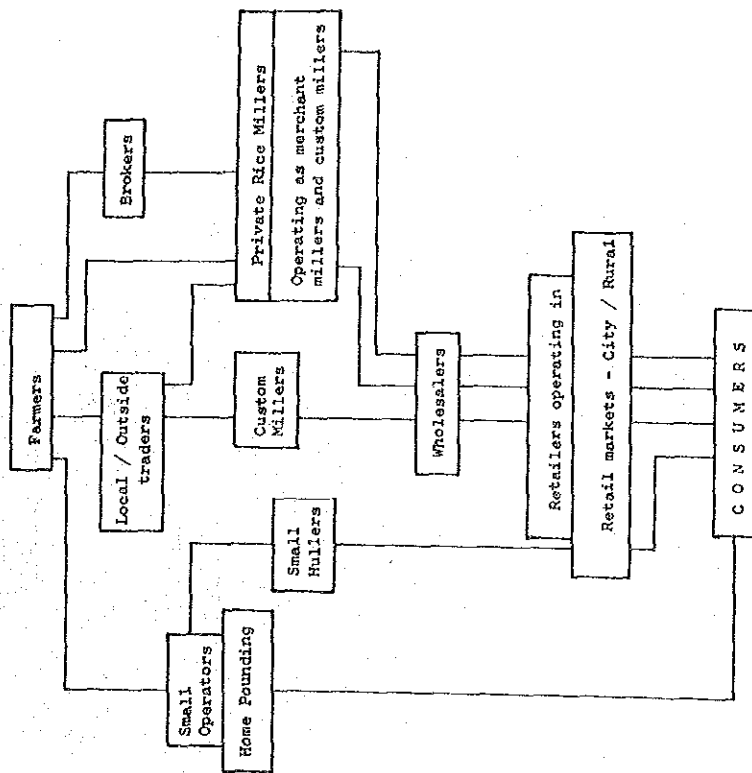 Farmers
Brokers
Local / Outside
traders
Private Rice Millers
Operating as merchant
millers and custom millers
Custom
Millers
Small
Operators
Home Pounding
Small
Hullers
Wholesalers
Retailers operating in
Retail markets - City / Rural
CONSUMERS